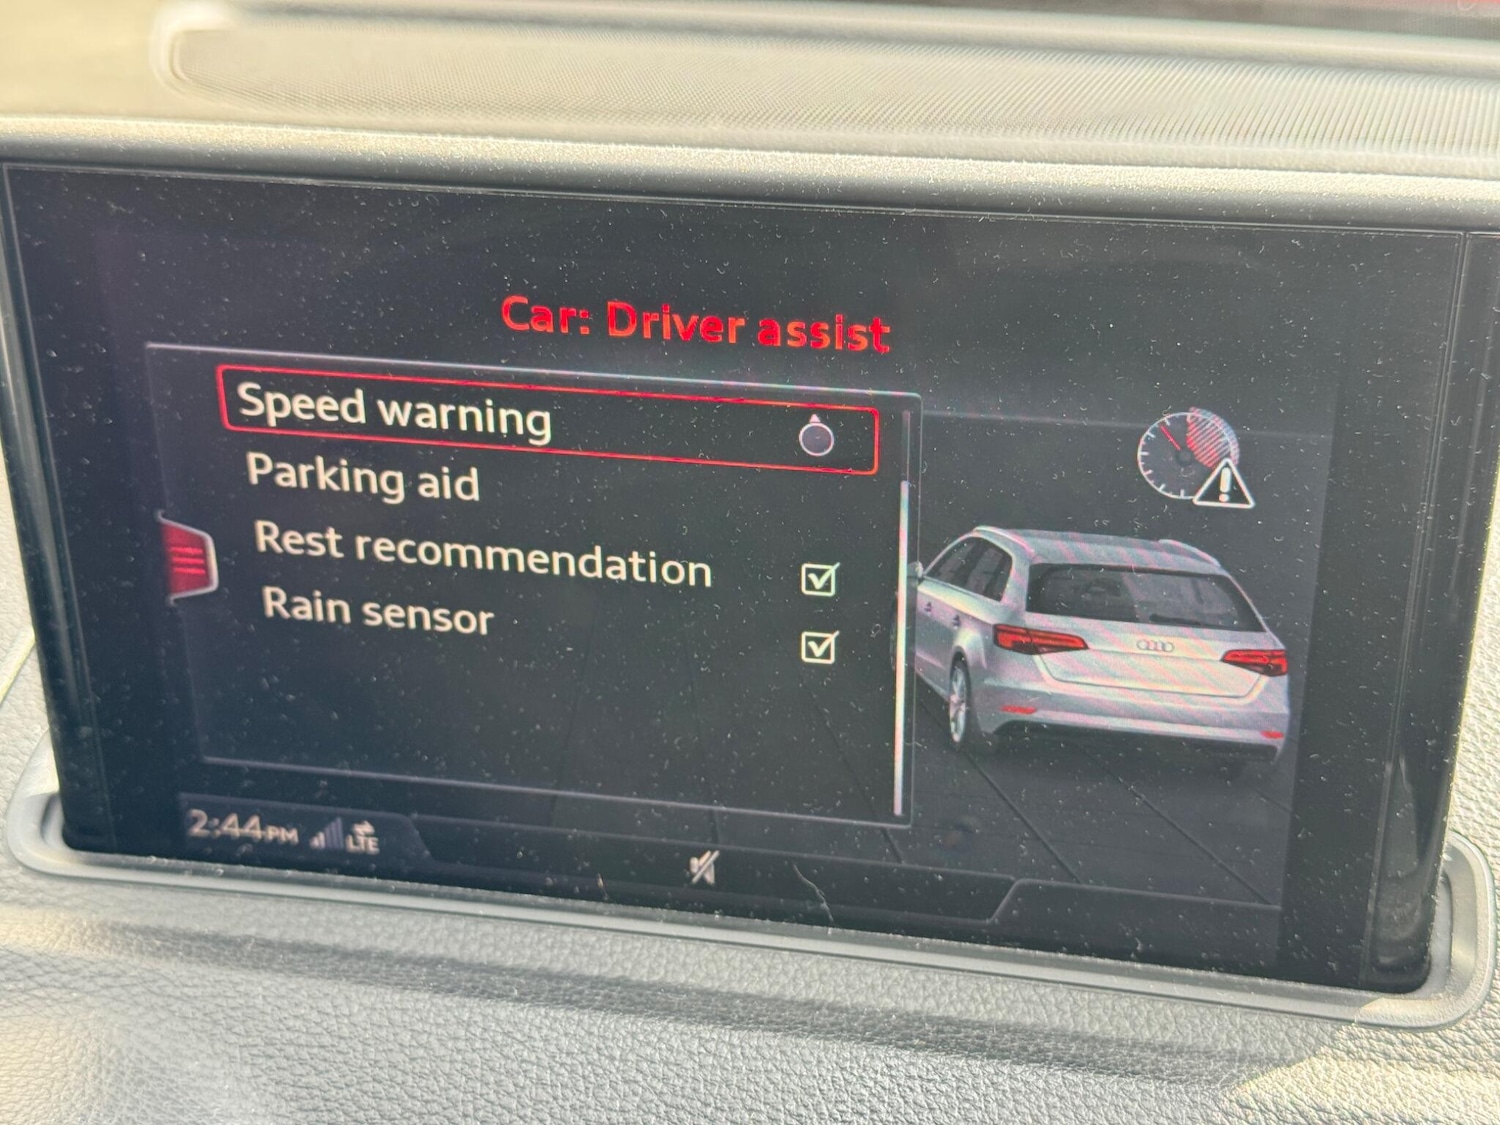 Car: Driver assist
Speed warning
Parking aid
Rest recommendation
Rain sensor
2:44PM LTE